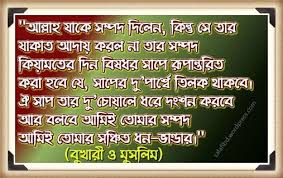 "আল্লাহ যাকে সম্পদ দিলেন, কিন্তু সে তার
যাকাত আদায় করল না তার সম্পদ
কিয়ামতের দিন বিষধর সাপে রূপান্তরিত
করা হবে যে, সাপের দু'পার্শ্বে তিলক থাকবে।
ঐ সাপ তার দু'চোয়ালে ধরে দংশন করবে
আর বলবে আমিই তোমার সম্পদ
আমিই তোমার সঞ্চিত ধন-ভান্ডার।"
(বুখারী ও মুসলিম)